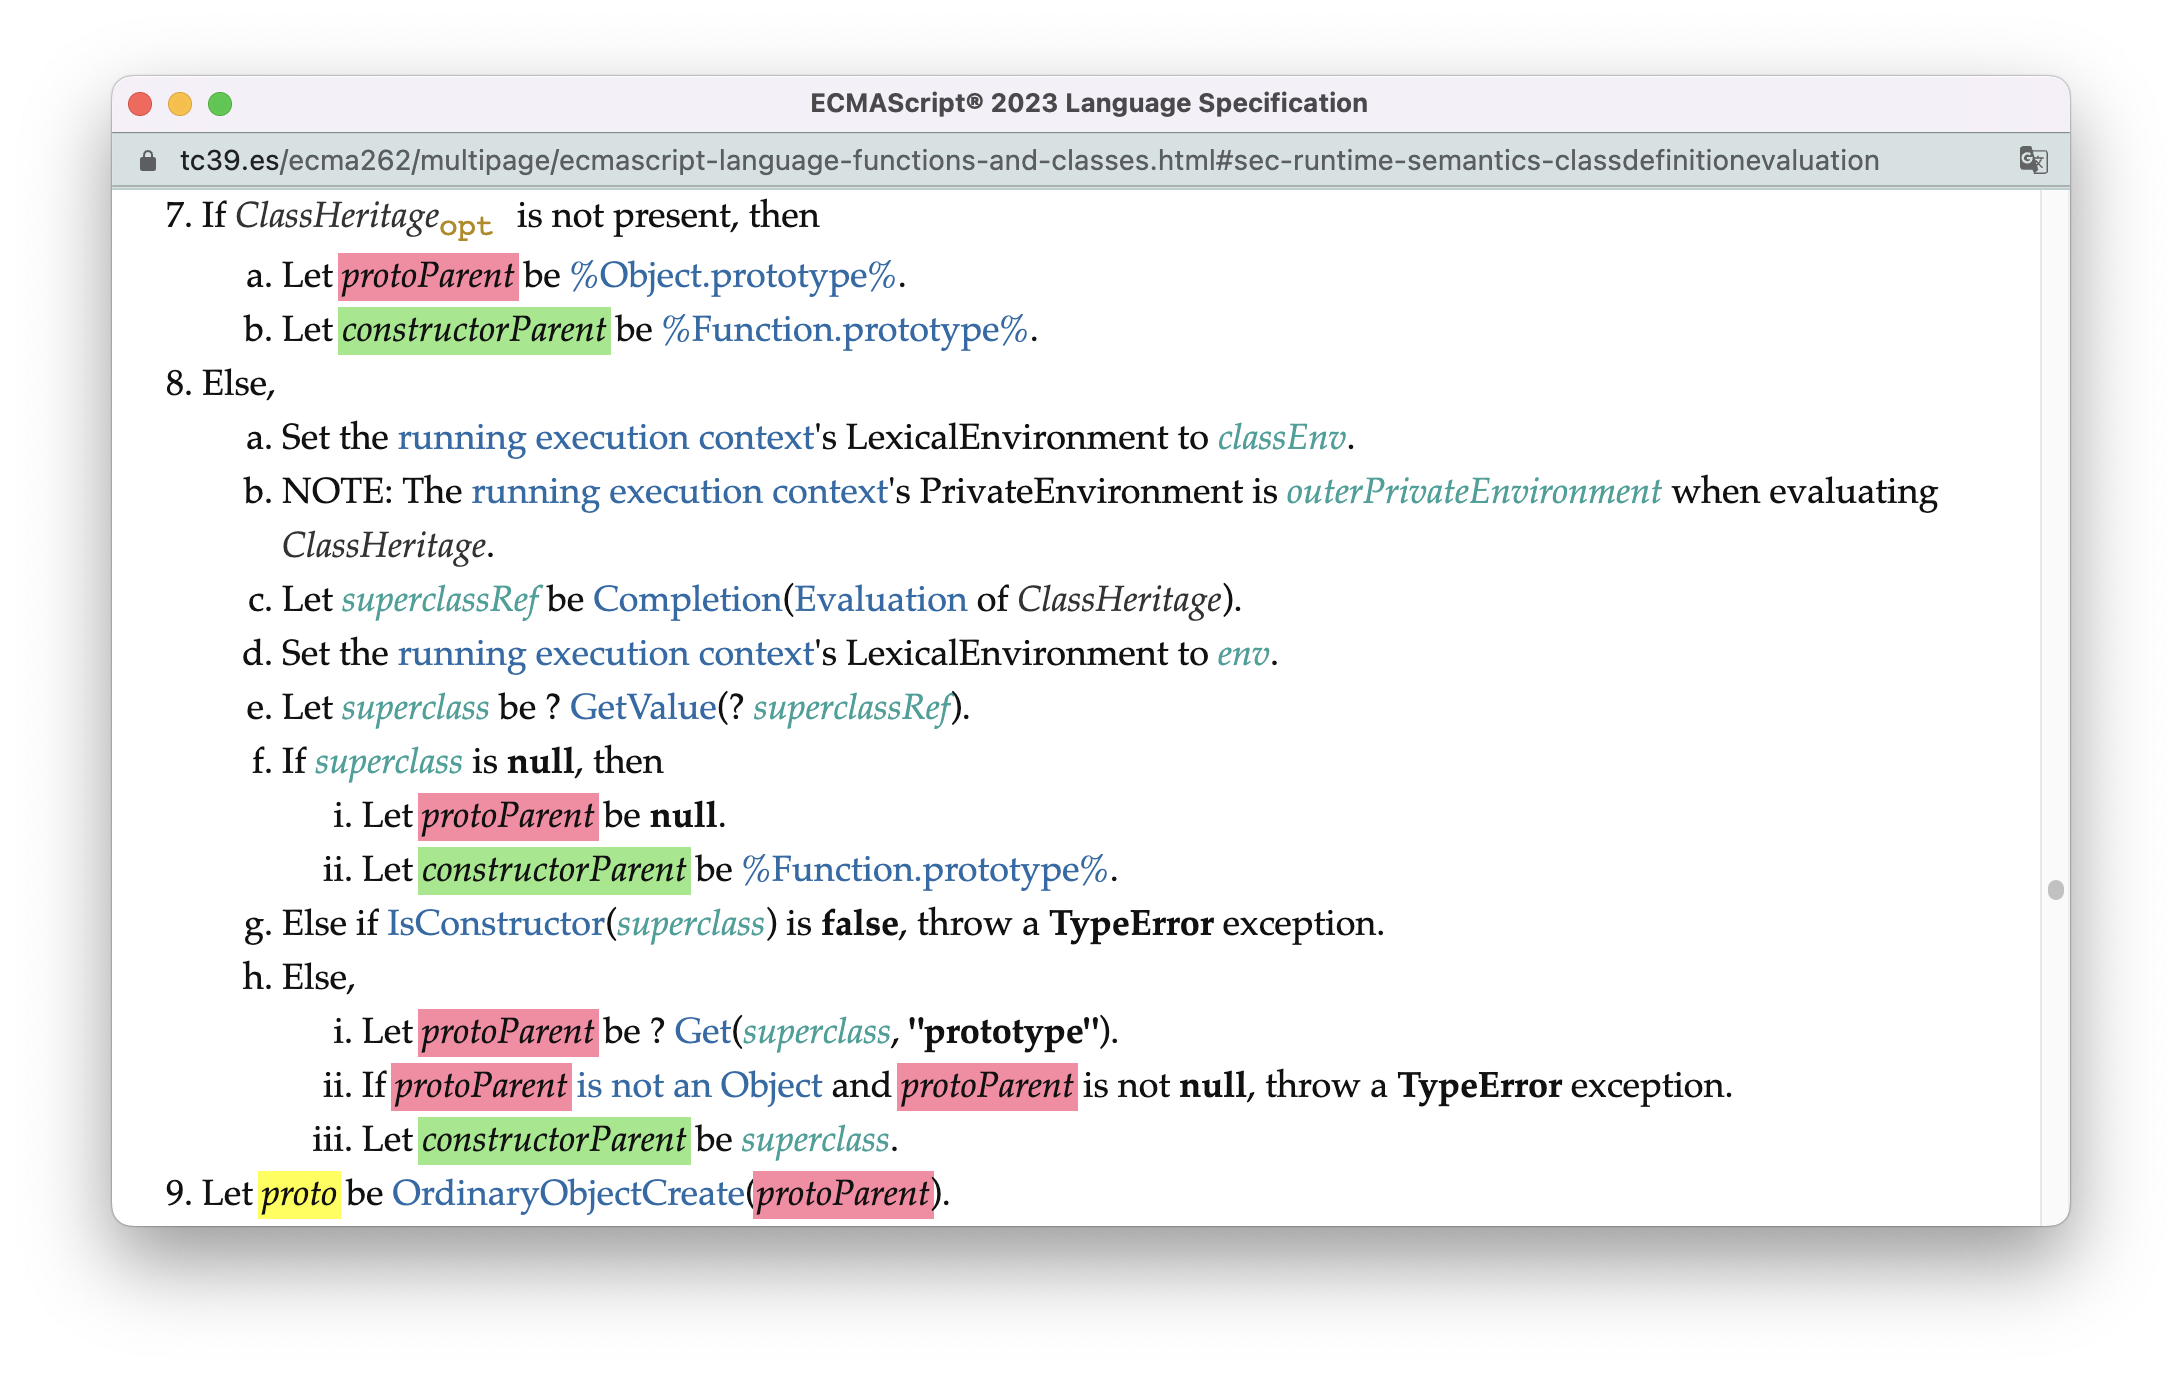 ECMAScript® 2023 Language Specification
tc39.es/ecma262/multipage/ecmascript-language-functions-and-classes.html#sec-runtime-semantics-classdefinitionevaluation
7. If ClassHeritageopt is not present, then
a. Let protoParent be %Object.prototype%.
b. Let constructorParent be %Function.prototype%.
8. Else,
a. Set the running execution context's LexicalEnvironment to classEnv.
b. NOTE: The running execution context's PrivateEnvironment is outerPrivateEnvironment when evaluating
ClassHeritage.
c. Let superclassRef be Completion(Evaluation of ClassHeritage).
d. Set the running execution context's LexicalEnvironment to env.
e. Let superclass be ? GetValue(? superclassRef).
f. If superclass is null, then
i. Let protoParent be null.
ii. Let constructorParent be %Function.prototype%.
g. Else if IsConstructor(superclass) is false, throw a TypeError exception.
h. Else,
i. Let protoParent be ? Get(superclass, "prototype").
ii. If protoParent is not an Object and protoParent is not null, throw a TypeError exception.
iii. Let constructorParent be superclass.
9. Let proto be OrdinaryObjectCreate(protoParent).